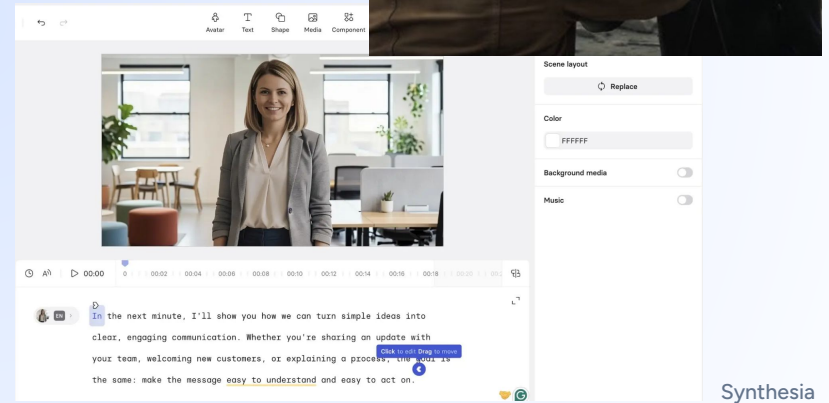 Avatar Text Shape Media Component
Scene layout
Replace
Color
FFFFFF
Background media
Music
00:00 0 00:02 00:04 00:06 00:08 00:10 00:12 00:14 00:16 00:18 00:20
EN
In the next minute, I'll show you how we can turn simple ideas into
clear, engaging communication. Whether you're sharing an update with
Click to edit Drag to move
your team, welcoming new customers, or explaining a process, the goal is
the same: make the message easy to understand and easy to act on.
Synthesia